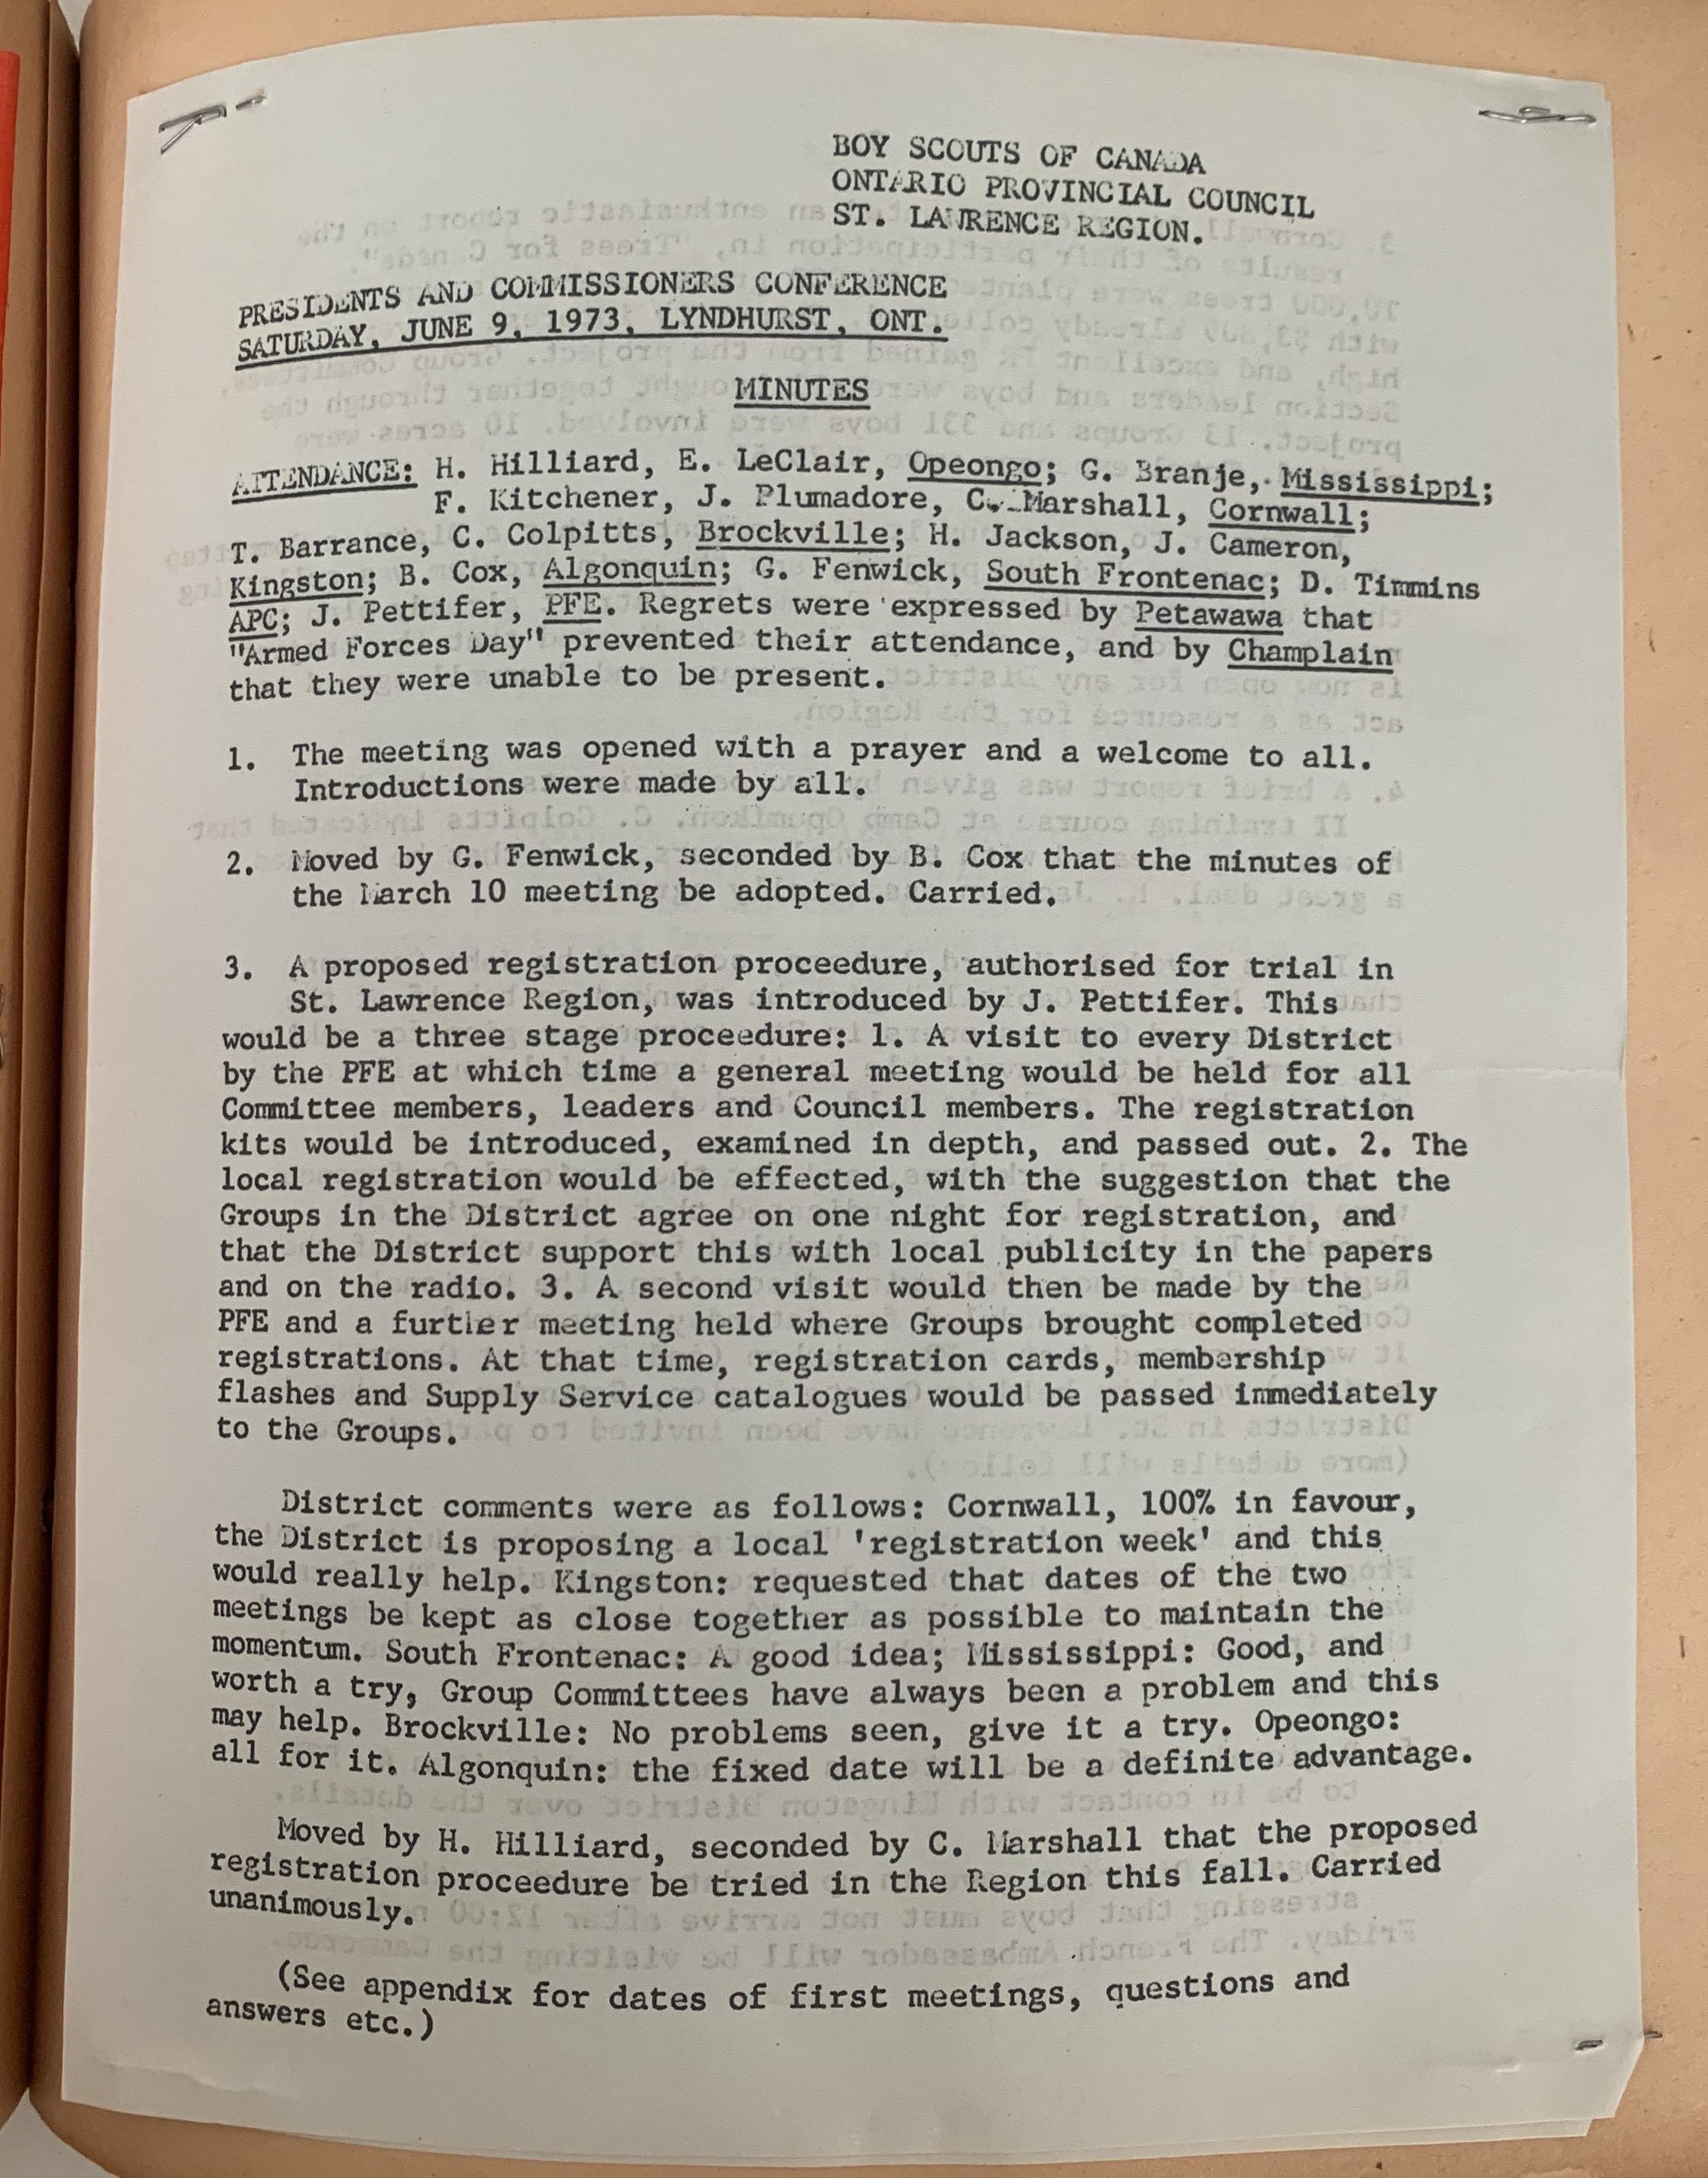 BOY SCOUTS OF CANADA
ONTARIO PROVINCIAL COUNCIL
ST. LAWRENCE REGION.
PRESIDENTS AND COMMISSIONERS CONFERENCE
SATURDAY, JUNE 9, 1973, LYNDHURST, ONT.
MINUTES
ATTENDANCE: H. Hilliard, E. LeClair, Opeongo; G. Branje, Mississippi;
F. Kitchener, J. Plumadore, C. Marshall, Cornwall;
T. Barrance, C. Colpitts, Brockville; H. Jackson, J. Cameron,
Kingston; B. Cox, Algonquin; G. Fenwick, South Frontenac; D. Timmins
APC; J. Pettifer, PFE. Regrets were expressed by Petawawa that
"Armed Forces Day" prevented their attendance, and by Champlain
that they were unable to be present.
1. The meeting was opened with a prayer and a welcome to all.
Introductions were made by all.
2. Moved by G. Fenwick, seconded by B. Cox that the minutes of
the March 10 meeting be adopted. Carried.
3. A proposed registration proceedure, authorised for trial in
St. Lawrence Region, was introduced by J. Pettifer. This
would be a three stage proceedure: 1. A visit to every District
by the PFE at which time a general meeting would be held for all
Committee members, leaders and Council members. The registration
kits would be introduced, examined in depth, and passed out. 2. The
local registration would be effected, with the suggestion that the
Groups in the District agree on one night for registration, and
that the District support this with local publicity in the papers
and on the radio. 3. A second visit would then be made by the
PFE and a further meeting held where Groups brought completed
registrations. At that time, registration cards, membership
flashes and Supply Service catalogues would be passed immediately
to the Groups.
District comments were as follows: Cornwall, 100% in favour,
the District is proposing a local 'registration week' and this
would really help. Kingston: requested that dates of the two
meetings be kept as close together as possible to maintain the
momentum. South Frontenac: A good idea; Mississippi: Good, and
worth a try, Group Committees have always been a problem and this
may help. Brockville: No problems seen, give it a try. Opeongo:
all for it. Algonquin: the fixed date will be a definite advantage.
Moved by H. Hilliard, seconded by C. Marshall that the proposed
registration proceedure be tried in the Region this fall. Carried
unanimously.
(See appendix for dates of first meetings, questions and
answers etc.)